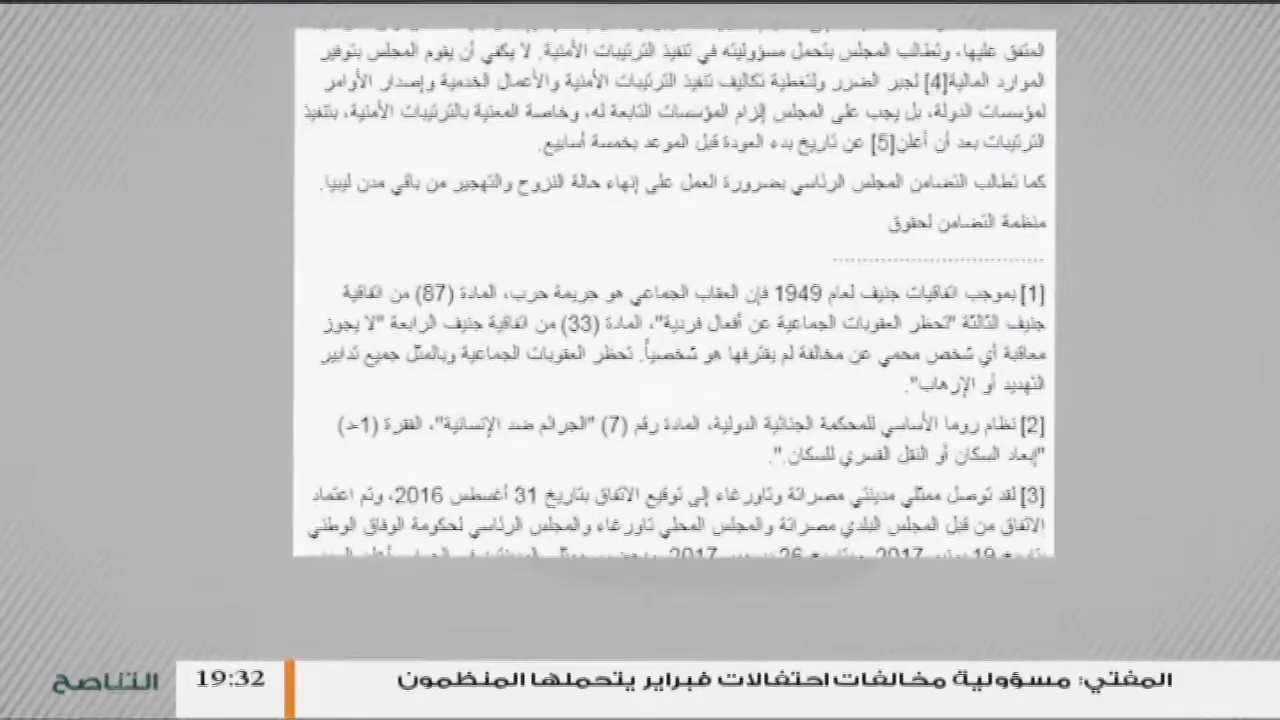 المتفق عليها، وتطالب المجلس بتحمل مسؤوليته في تنفيذ الترتيبات الأمنية. لا يكفي أن يقوم المجلس بتوفير
الموارد المالية[4] لجبر الضرر ولتغطية تكاليف تنفيذ الترتيبات الأمنية والأعمال الخدمية وإصدار الأوامر
لمؤسسات الدولة، بل يجب على المجلس إلزام المؤسسات التابعة له، وخاصة المعنية بالترتيبات الأمنية، بتنفيذ
الترتيبات بعد أن أعلن[5] عن تاريخ بدء العودة قبل الموعد بخمسة أسابيع.
كما تطالب التضامن المجلس الرئاسي بضرورة العمل على إنهاء حالة النزوح والتهجير من باقي مدن ليبيا.
منظمة التضامن لحقوق
[1] بموجب اتفاقيات جنيف لعام 1949 فإن العقاب الجماعي هو جريمة حرب، المادة (87) من اتفاقية
جنيف الثالثة "تحظر العقوبات الجماعية عن أفعال فردية"، المادة (33) من اتفاقية جنيف الرابعة "لا يجوز
معاقبة أي شخص محمي عن مخالفة لم يقترفها هو شخصياً. تحظر العقوبات الجماعية وبالمثل جميع تدابير
التهديد أو الإرهاب".
[2] نظام روما الأساسي للمحكمة الجنائية الدولية، المادة رقم (7) "الجرائم ضد الإنسانية"، الفقرة (1-د)
"إبعاد السكان أو النقل القسري للسكان.".
[3] لقد توصل ممثلي مدينتي مصراتة وتاورغاء إلى توقيع الاتفاق بتاريخ 31 أغسطس 2016، وتم اعتماد
الاتفاق من قبل المجلس البلدي مصراتة والمجلس المحلي تاورغاء والمجلس الرئاسي لحكومة الوفاق الوطني
بتاريخ 19 يونيو 2017، وبتاريخ 26 ديسمبر 2017
المفتي: مسؤولية مخالفات احتفالات فبراير يتحملها المنظمون
19:32
التناصح